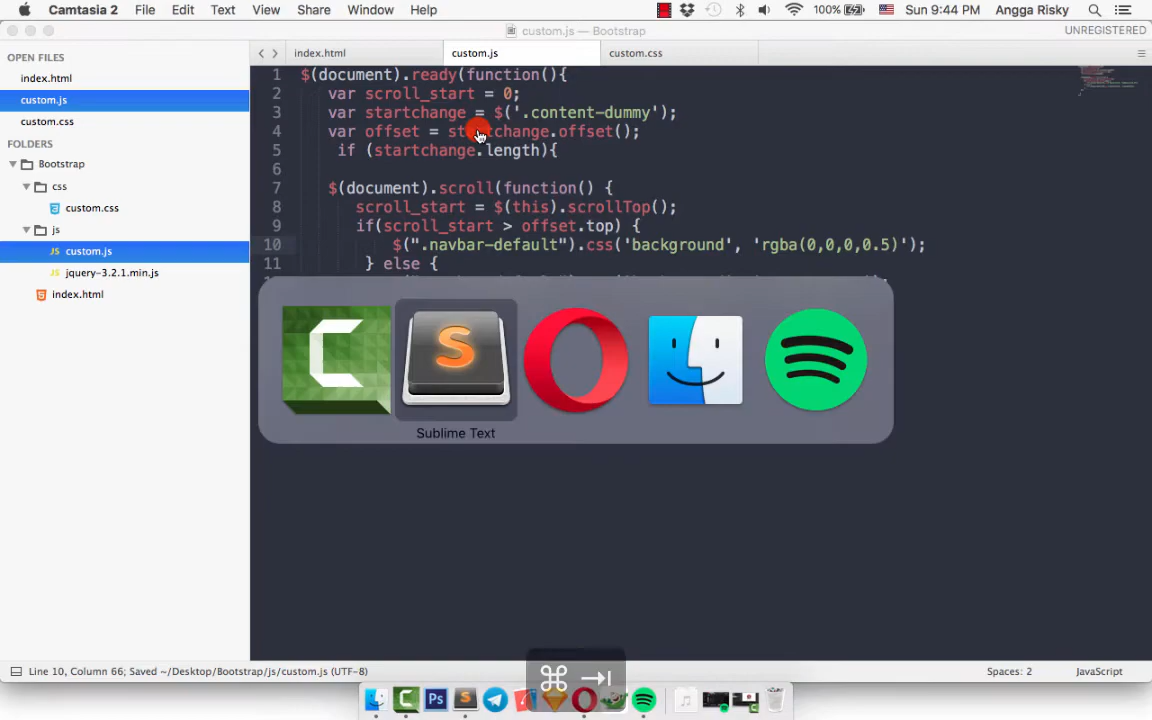 Camtasia 2 File Edit Text View Share Window Help 100% Sun 9:44 PM Angga Risky
custom.js — Bootstrap UNREGISTERED
OPEN FILES
index.html
custom.js
custom.css
FOLDERS
Bootstrap
css
custom.css
js
custom.js
jquery-3.2.1.min.js
index.html
index.html custom.js custom.css
1 $(document).ready(function(){
2 var scroll_start = 0;
3 var startchange = $('.content-dummy');
4 var offset = startchange.offset();
5 if (startchange.length){
6
7 $(document).scroll(function() {
8 scroll_start = $(this).scrollTop();
9 if(scroll_start > offset.top) {
10 $(".navbar-default").css('background', 'rgba(0,0,0,0.5)');
11 } else {
Sublime Text
⌘ ⇥
Line 10, Column 66; Saved ~/Desktop/Bootstrap/js/custom.js (UTF-8) Spaces: 2 JavaScript